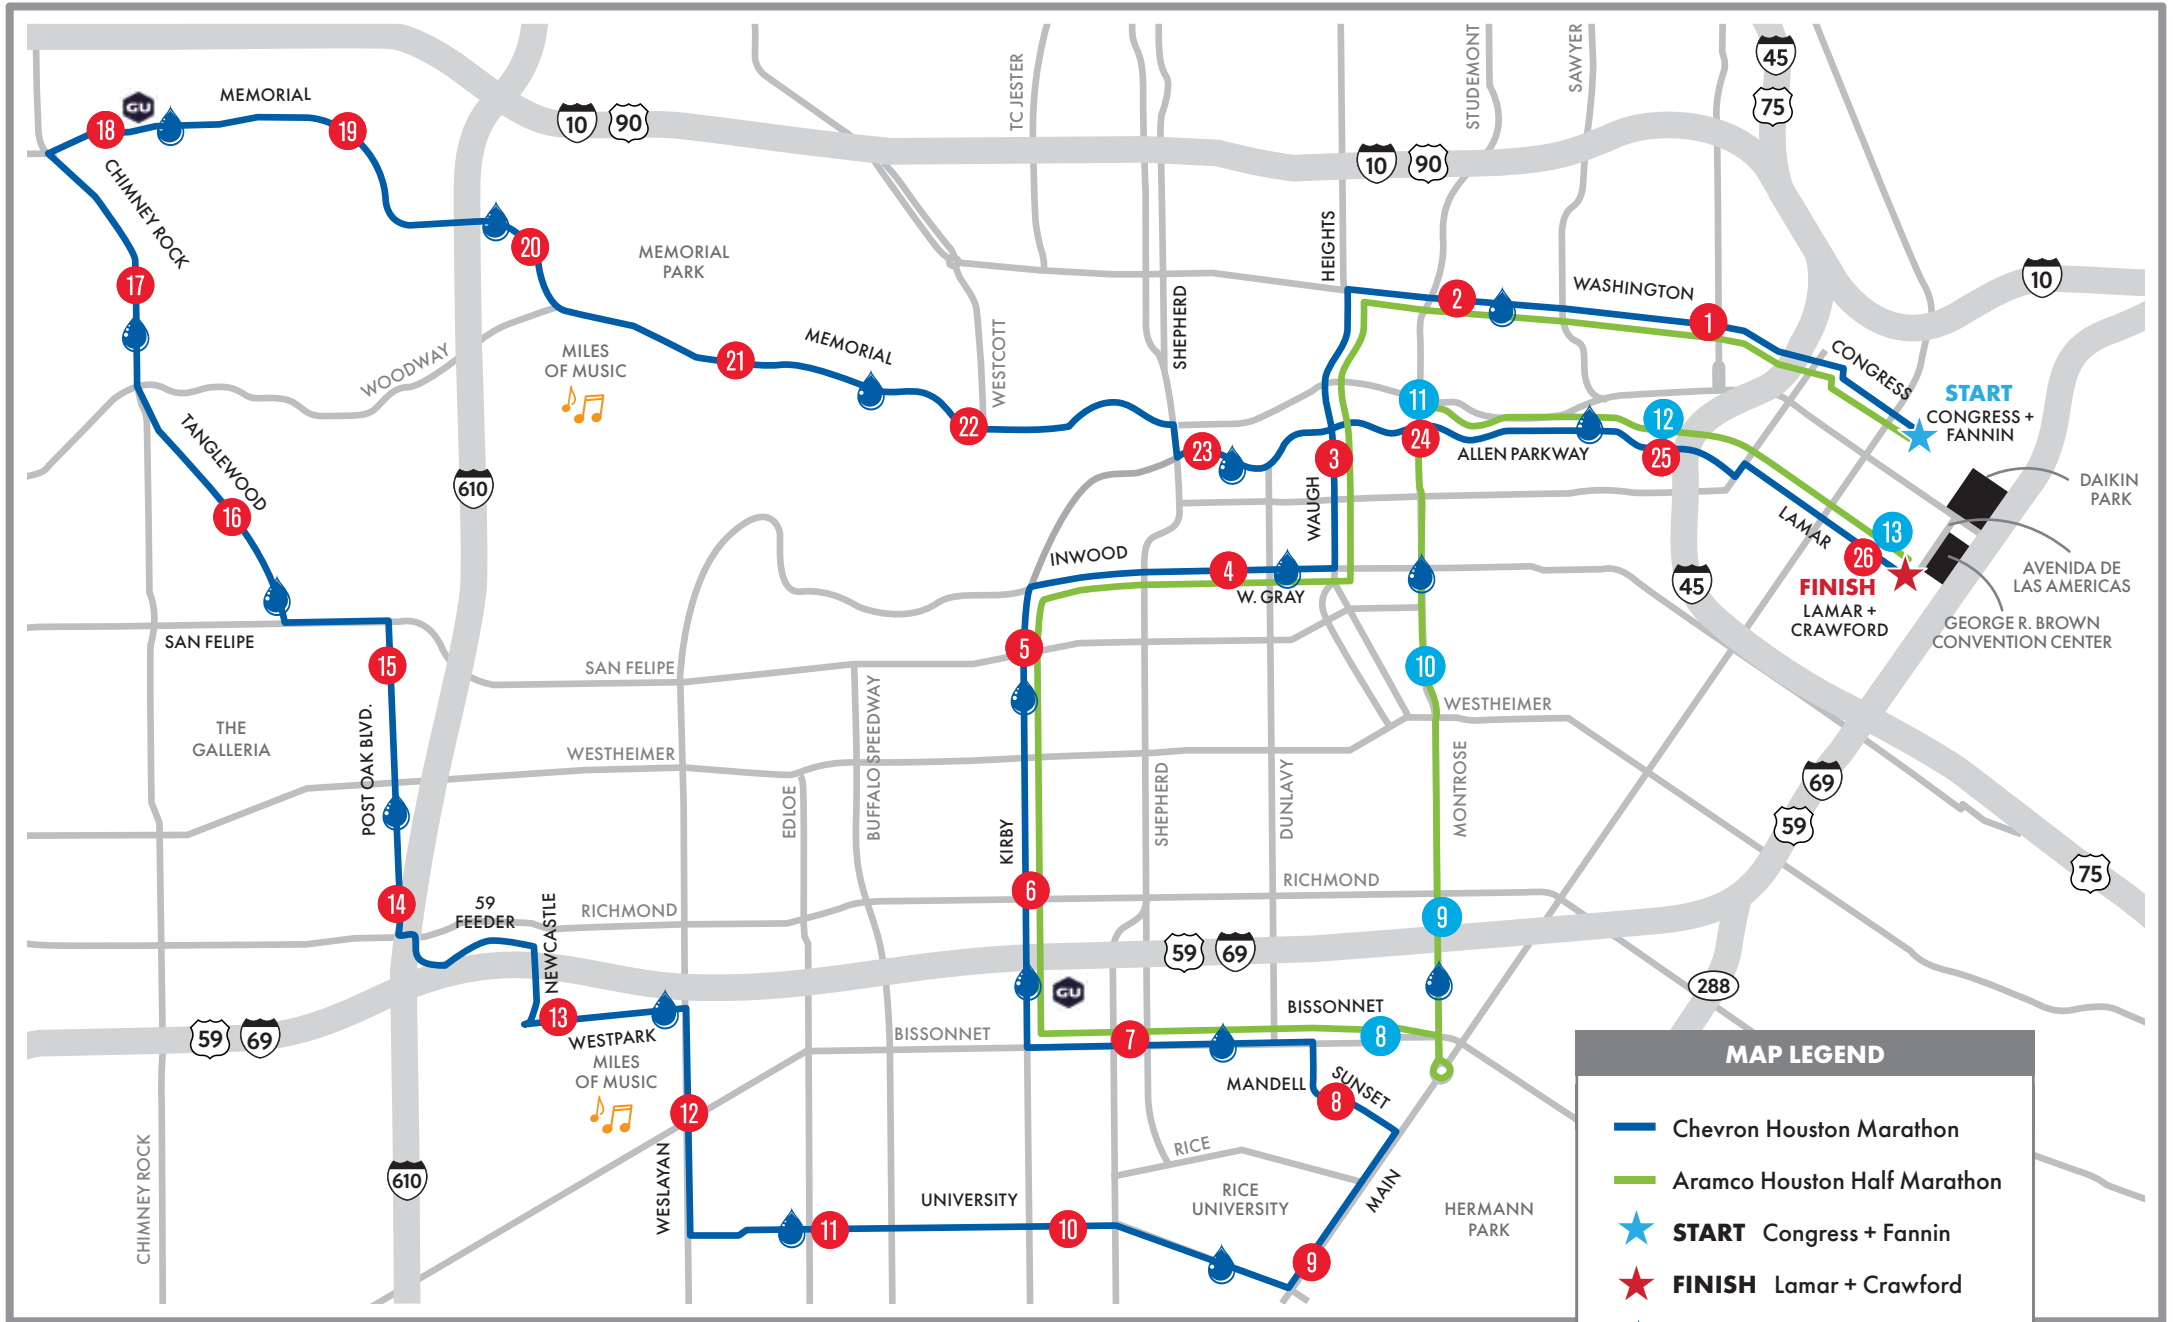 MEMORIAL
GU
18
19
CHIMNEY ROCK
17
10
90
TC JESTER
STUDEMONT
SAWYER
45
75
10
90
20
MEMORIAL
PARK
HEIGHTS
SHEPHERD
2
WASHINGTON
1
10
CONGRESS
START
CONGRESS +
FANNIN
WOODWAY
MILES
OF MUSIC
21
MEMORIAL
WESTCOTT
22
23
3
11
24
ALLEN PARKWAY
12
25
DAIKIN
PARK
TANGLEWOOD
16
610
WAUGH
LAMAR
13
26
FINISH
LAMAR +
CRAWFORD
AVENIDA DE
LAS AMERICAS
GEORGE R. BROWN
CONVENTION CENTER
INWOOD
4
W. GRAY
45
SAN FELIPE
15
SAN FELIPE
5
10
WESTHEIMER
THE
GALLERIA
POST OAK BLVD.
WESTHEIMER
EDLOE
BUFFALO SPEEDWAY
KIRBY
SHEPHERD
DUNLAVY
MONTROSE
69
59
75
14
59
FEEDER
NEWCASTLE
RICHMOND
6
RICHMOND
9
59
69
288
59
69
13
WESTPARK
MILES
OF MUSIC
GU
BISSONNET
7
BISSONNET
8
MANDELL
SUNSET
8
12
CHIMNEY ROCK
610
WESLAYAN
11
UNIVERSITY
10
RICE
RICE
UNIVERSITY
MAIN
9
HERMANN
PARK
MAP LEGEND
Chevron Houston Marathon
Aramco Houston Half Marathon
START Congress + Fannin
FINISH Lamar + Crawford